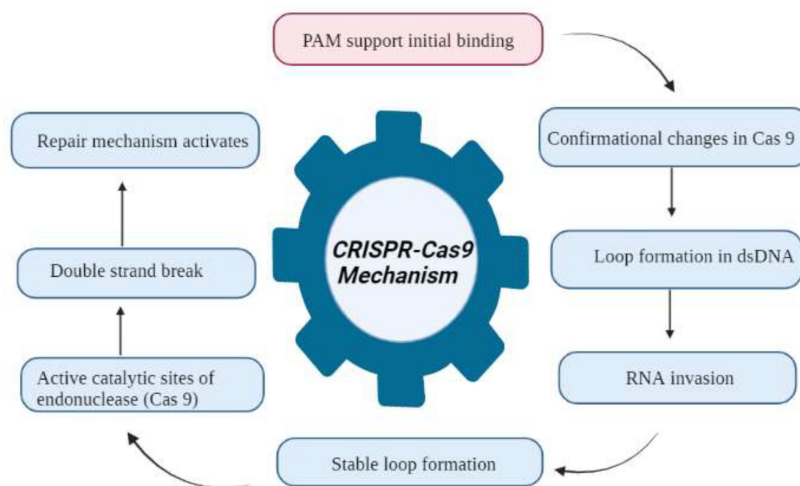 PAM support initial binding
Confirmational changes in Cas 9
Loop formation in dsDNA
RNA invasion
Stable loop formation
Active catalytic sites of
endonuclease (Cas 9)
Double strand break
Repair mechanism activates
CRISPR-Cas9
Mechanism